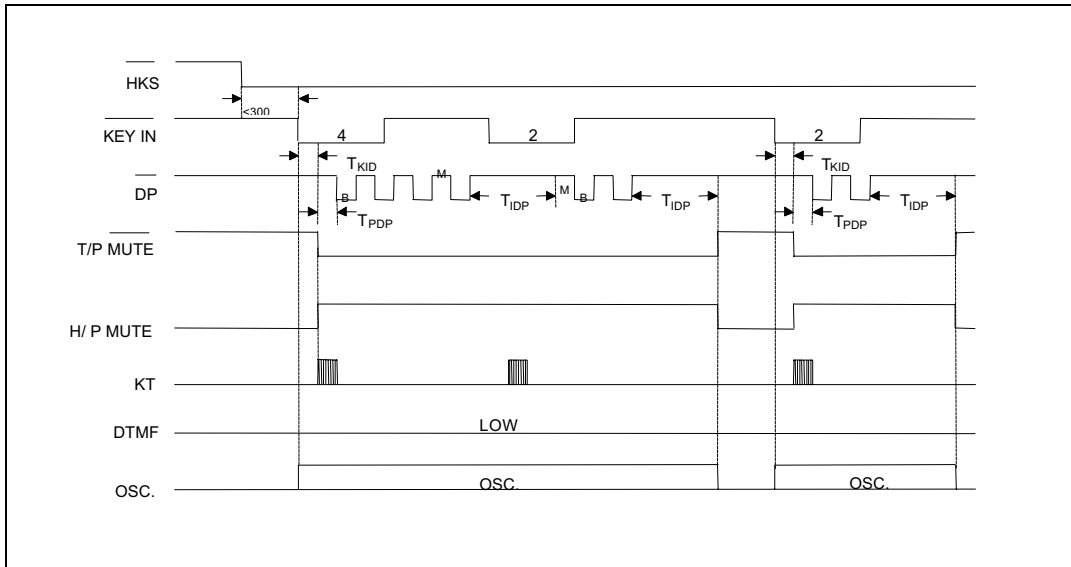 HKS
<300
KEY IN 4 2 2
TKID TKID
DP B M TIDP M B TIDP TIDP
TPDP TPDP
T/P MUTE
H/ P MUTE
KT
LOW
DTMF
OSC. OSC. OSC.